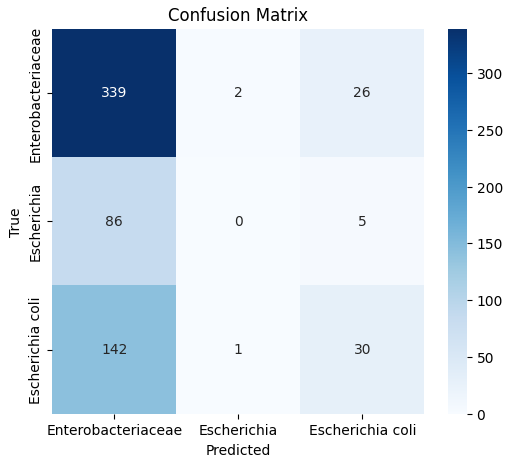 Confusion Matrix
True
Enterobacteriaceae
339
2
26
Escherichia
86
0
5
Escherichia coli
142
1
30
Enterobacteriaceae
Escherichia
Escherichia coli
Predicted
300
250
200
150
100
50
0